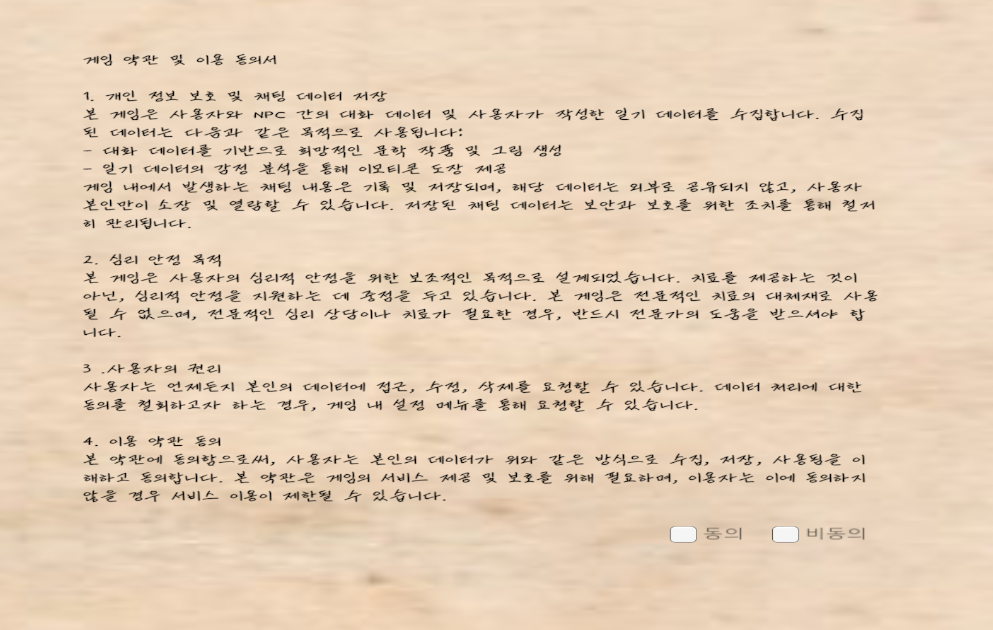 게임 약관 및 이용 동의서
1. 개인 정보 보호 및 채팅 데이터 저장
본 게임은 사용자와 NPC 간의 대화 데이터 및 사용자가 작성한 일기 데이터를 수집합니다. 수집
된 데이터는 다음과 같은 목적으로 사용됩니다:
- 대화 데이터를 기반으로 희망적인 문학 작품 및 그림 생성
- 일기 데이터의 감정 분석을 통해 이모티콘 도장 제공
게임 내에서 발생하는 채팅 내용은 기록 및 저장되며, 해당 데이터는 외부로 공유되지 않고, 사용자
본인만이 소장 및 열람할 수 있습니다. 저장된 채팅 데이터는 보안과 보호를 위한 조치를 통해 철저
히 관리됩니다.
2. 심리 안정 목적
본 게임은 사용자의 심리적 안정을 위한 보조적인 목적으로 설계되었습니다. 치료를 제공하는 것이
아닌, 심리적 안정을 지원하는 데 중점을 두고 있습니다. 본 게임은 전문적인 치료의 대체재로 사용
될 수 없으며, 전문적인 심리 상담이나 치료가 필요한 경우, 반드시 전문가의 도움을 받으셔야 합
니다.
3 .사용자의 권리
사용자는 언제든지 본인의 데이터에 접근, 수정, 삭제를 요청할 수 있습니다. 데이터 처리에 대한
동의를 철회하고자 하는 경우, 게임 내 설정 메뉴를 통해 요청할 수 있습니다.
4. 이용 약관 동의
본 약관에 동의함으로써, 사용자는 본인의 데이터가 위와 같은 방식으로 수집, 저장, 사용됨을 이
해하고 동의합니다. 본 약관은 게임의 서비스 제공 및 보호를 위해 필요하며, 이용자는 이에 동의하지
않을 경우 서비스 이용이 제한될 수 있습니다.
동의 비동의